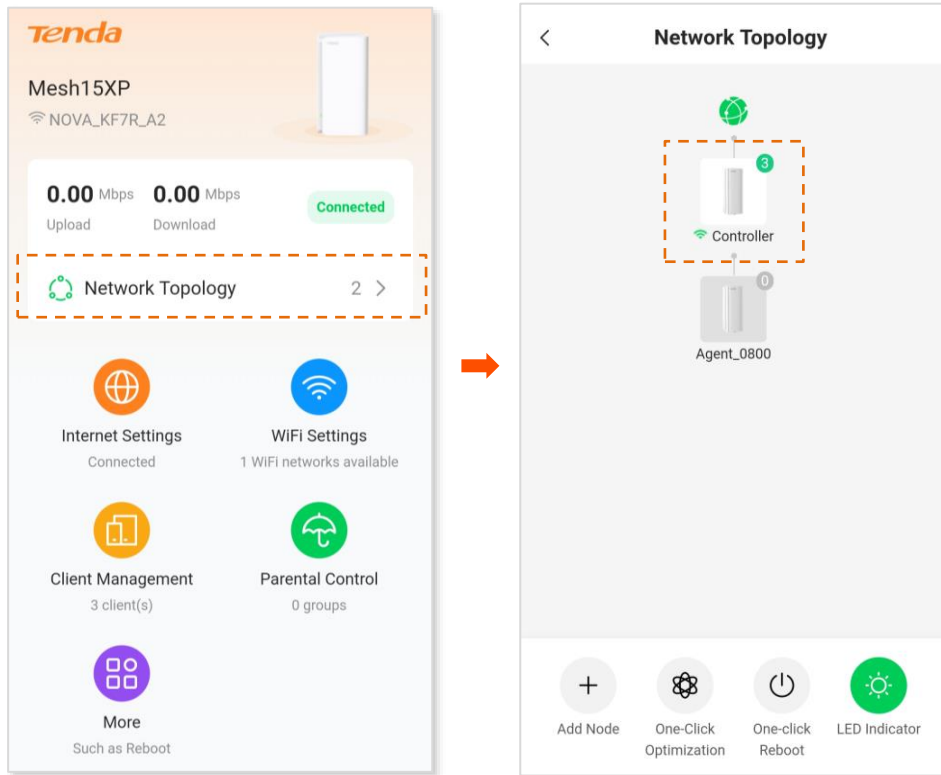 Tenda
Mesh15XP
NOVA_KF7R_A2
0.00 Mbps 0.00 Mbps
Upload Download
Connected
Network Topology 2
Internet Settings
Connected
WiFi Settings
1 WiFi networks available
Client Management
3 client(s)
Parental Control
0 groups
More
Such as Reboot
Network Topology
3
Controller
0
Agent_0800
Add Node
One-Click
Optimization
One-click
Reboot
LED Indicator